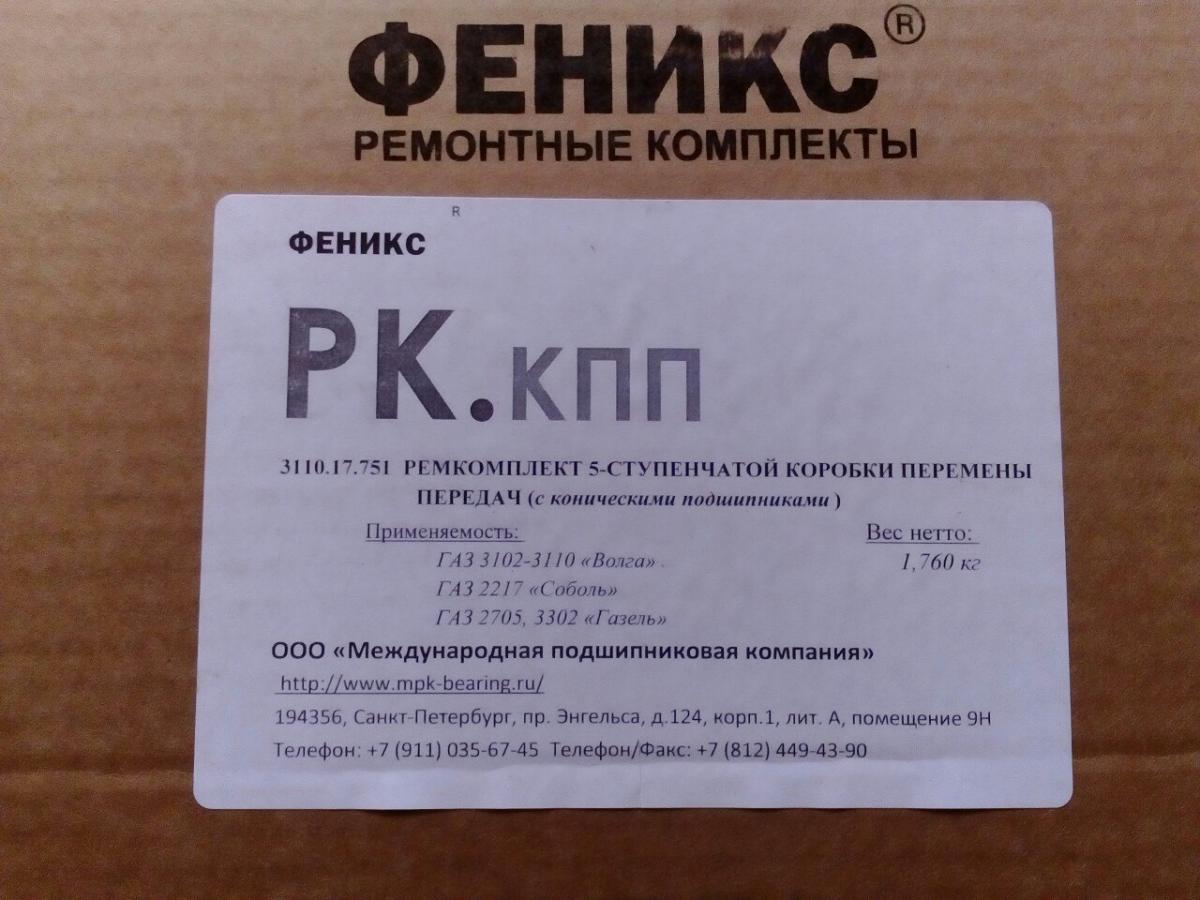 ФЕНИКС®
РЕМОНТНЫЕ КОМПЛЕКТЫ
R
ФЕНИКС
РК.КПП
3110.17.751 РЕМКОМПЛЕКТ 5-СТУПЕНЧАТОЙ КОРОБКИ ПЕРЕМЕНЫ
ПЕРЕДАЧ (с коническими подшипниками )
Применяемость: Вес нетто:
ГАЗ 3102-3110 «Волга» 1,760 кг
ГАЗ 2217 «Соболь»
ГАЗ 2705, 3302 «Газель»
ООО «Международная подшипниковая компания»
http://www.mpk-bearing.ru/
194356, Санкт-Петербург, пр. Энгельса, д.124, корп.1, лит. А, помещение 9Н
Телефон: +7 (911) 035-67-45 Телефон/Факс: +7 (812) 449-43-90